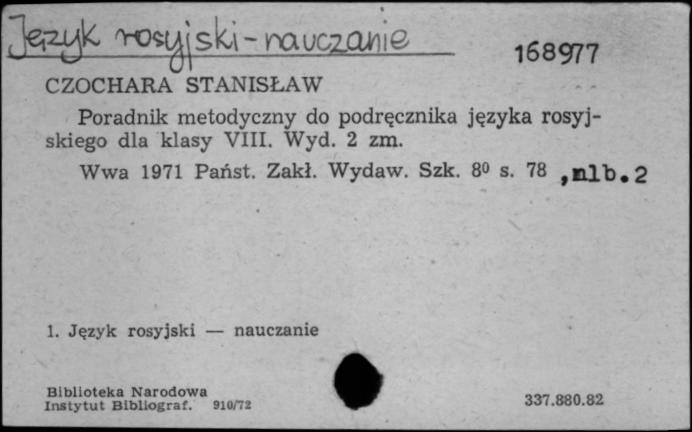 Język rosyjski - nauczanie
168977
CZOCHARA STANISŁAW
Poradnik metodyczny do podręcznika języka rosyj-
skiego dla klasy VIII. Wyd. 2 zm.
Wwa 1971 Państ. Zakł. Wydaw. Szk. 8⁰ s. 78 ,nlb.2
1. Język rosyjski — nauczanie
Biblioteka Narodowa
Instytut Bibliograf. 910/72
337.880.82